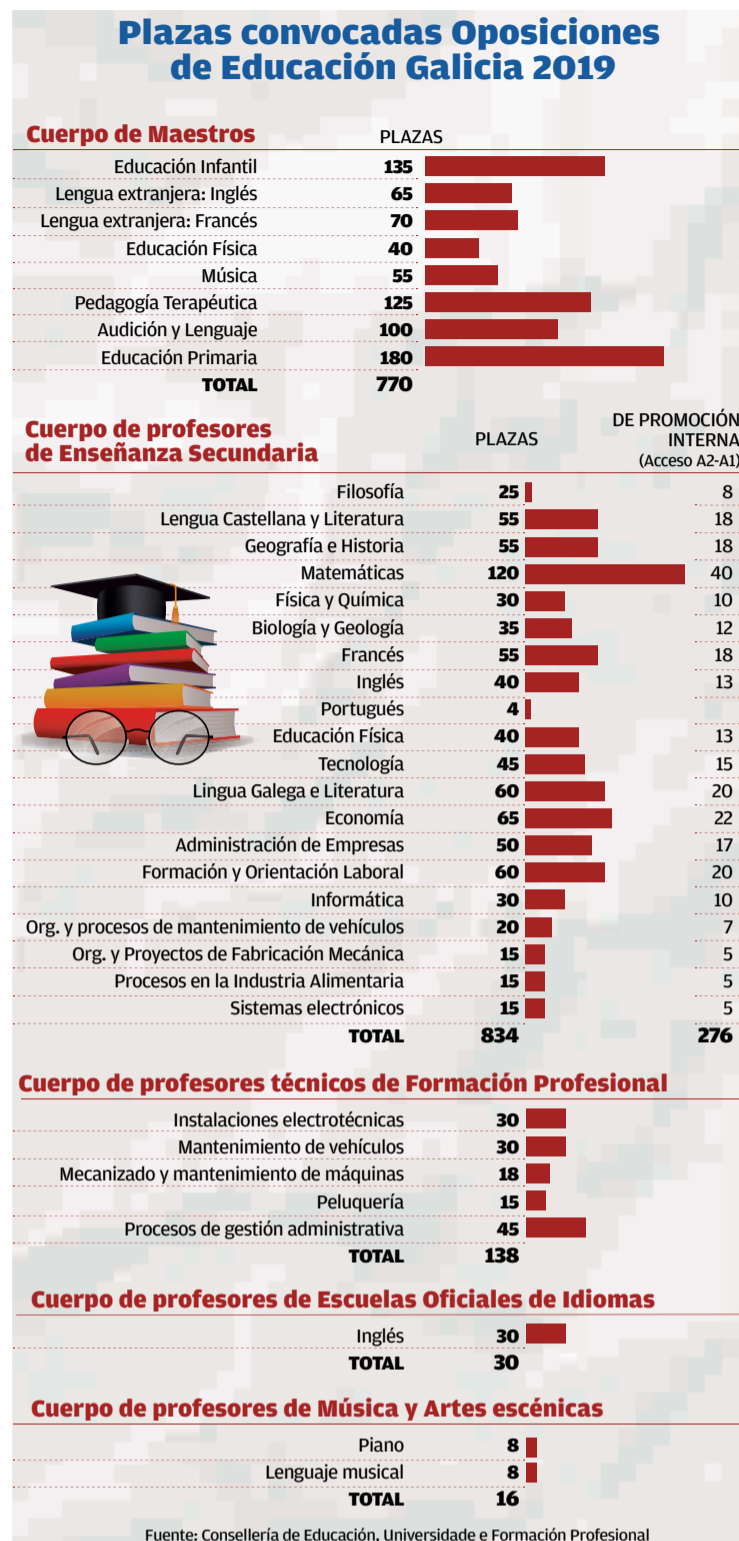 Plazas convocadas Oposiciones
de Educación Galicia 2019
Cuerpo de Maestros PLAZAS
Educación Infantil 135
Lengua extranjera: Inglés 65
Lengua extranjera: Francés 70
Educación Física 40
Música 55
Pedagogía Terapéutica 125
Audición y Lenguaje 100
Educación Primaria 180
TOTAL 770
Cuerpo de profesores
de Enseñanza Secundaria
PLAZAS
DE PROMOCIÓN
INTERNA
(Acceso A2-A1)
Filosofía 25 8
Lengua Castellana y Literatura 55 18
Geografía e Historia 55 18
Matemáticas 120 40
Física y Química 30 10
Biología y Geología 35 12
Francés 55 18
Inglés 40 13
Portugués 4
Educación Física 40 13
Tecnología 45 15
Lingua Galega e Literatura 60 20
Economía 65 22
Administración de Empresas 50 17
Formación y Orientación Laboral 60 20
Informática 30 10
Org. y procesos de mantenimiento de vehículos 20 7
Org. y Proyectos de Fabricación Mecánica 15 5
Procesos en la Industria Alimentaria 15 5
Sistemas electrónicos 15 5
TOTAL 834 276
Cuerpo de profesores técnicos de Formación Profesional
Instalaciones electrotécnicas 30
Mantenimiento de vehículos 30
Mecanizado y mantenimiento de máquinas 18
Peluquería 15
Procesos de gestión administrativa 45
TOTAL 138
Cuerpo de profesores de Escuelas Oficiales de Idiomas
Inglés 30
TOTAL 30
Cuerpo de profesores de Música y Artes escénicas
Piano 8
Lenguaje musical 8
TOTAL 16
Fuente: Consellería de Educación, Universidade e Formación Profesional